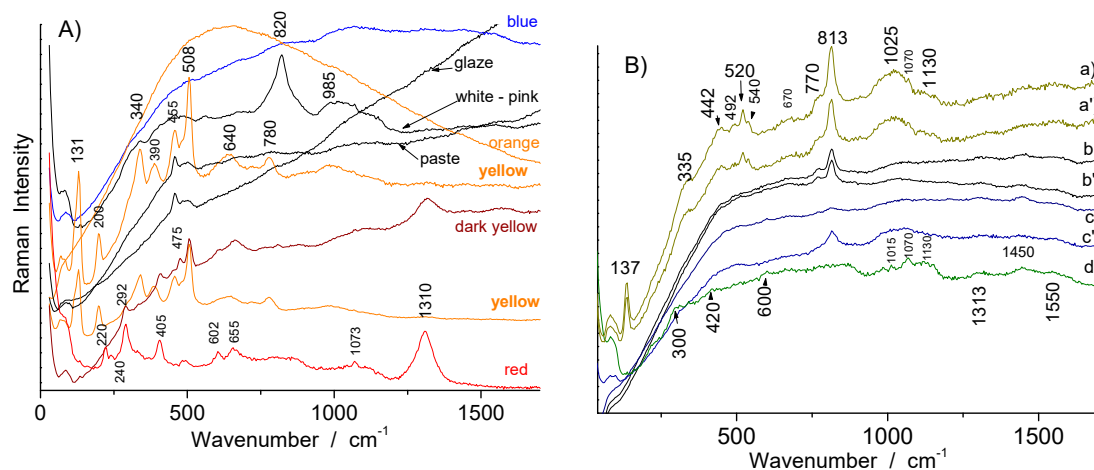 A)
blue
820
508
glaze
340
455
985
white - pink
390
640
780
orange
131
paste
yellow
200
dark yellow
475
292
1310
yellow
220
405
602
655
1073
240
red
0
500
1000
1500
Wavenumber / cm-1
Raman Intensity
B)
813
1025
1070
1130
a)
520
540
770
670
442
492
a'
335
b
b'
c
137
c'
1015
1070
1130
1450
d
300
420
600
1313
1550
500
1000
1500
Wavenumber / cm-1